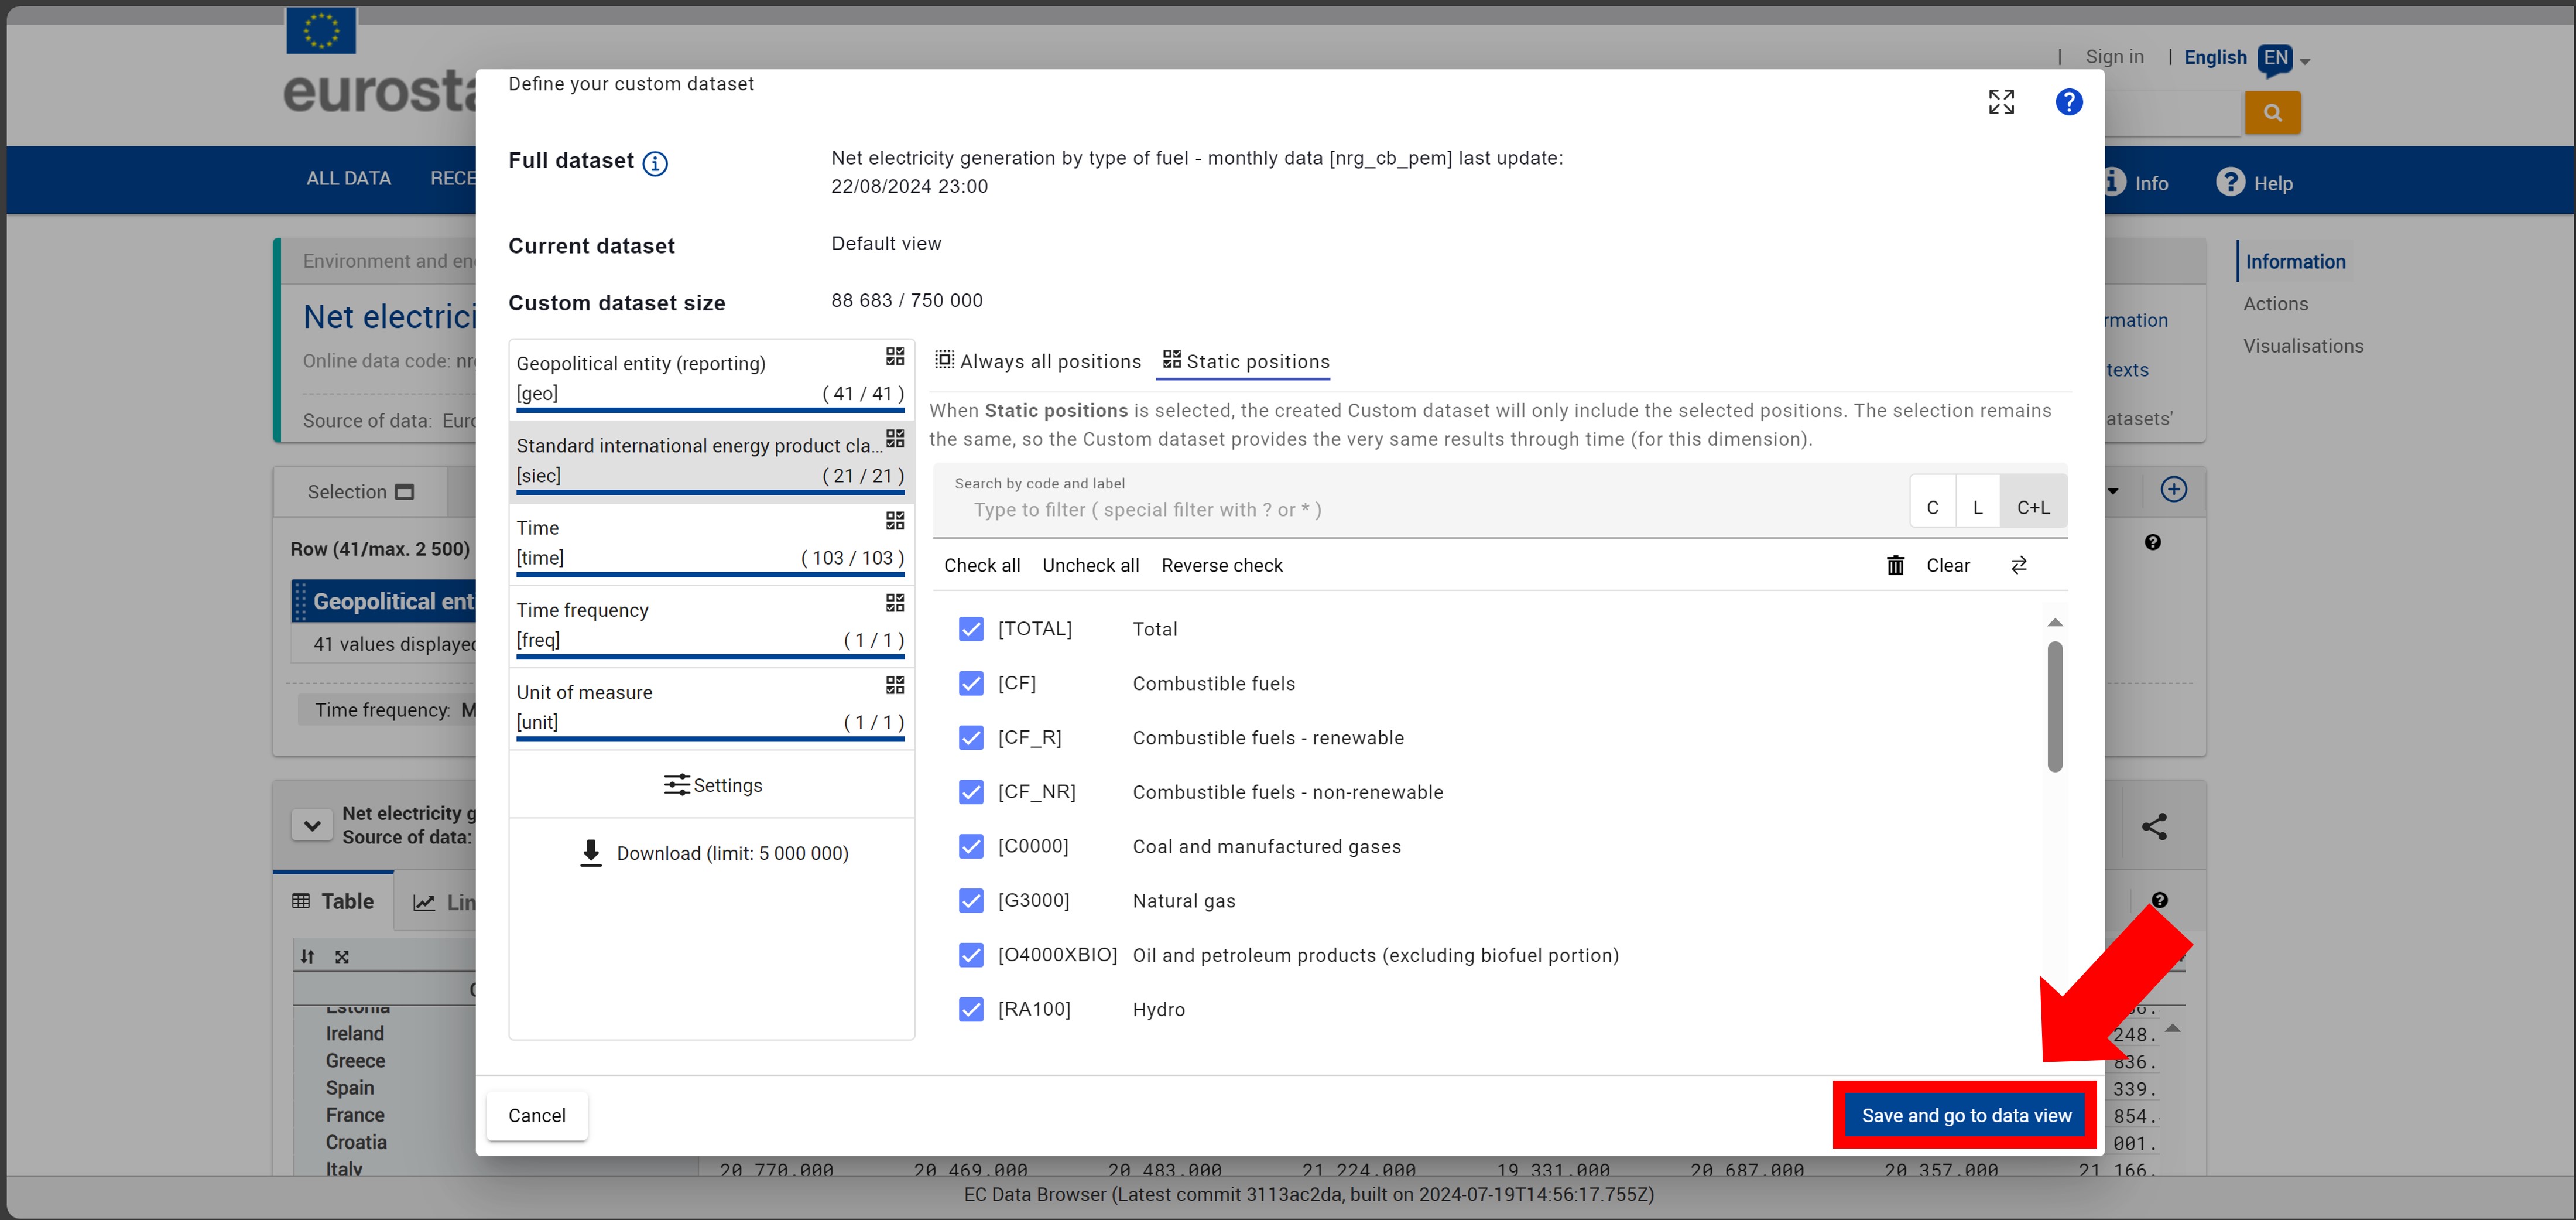 eurosta
Sign in
English EN
ALL DATA
RECE
Info
Help
Define your custom dataset
Full dataset
Net electricity generation by type of fuel - monthly data [nrg_cb_pem] last update:
22/08/2024 23:00
Current dataset
Default view
Custom dataset size
88 683 / 750 000
Environment and en
Net electrici
Online data code: nr
Source of data: Euro
Selection
Row (41/max. 2 500)
Geopolitical ent
41 values displayed
Time frequency: M
Net electricity g
Source of data:
Table
Lin
Ireland
Greece
Spain
France
Croatia
Italy
Geopolitical entity (reporting)
[geo] ( 41 / 41 )
Standard international energy product cla...
[siec] ( 21 / 21 )
Time
[time] ( 103 / 103 )
Time frequency
[freq] ( 1 / 1 )
Unit of measure
[unit] ( 1 / 1 )
Settings
Download (limit: 5 000 000)
Always all positions
Static positions
When Static positions is selected, the created Custom dataset will only include the selected positions. The selection remains
the same, so the Custom dataset provides the very same results through time (for this dimension).
Search by code and label
Type to filter ( special filter with ? or * )
C L C+L
Check all Uncheck all Reverse check
Clear
[TOTAL] Total
[CF] Combustible fuels
[CF_R] Combustible fuels - renewable
[CF_NR] Combustible fuels - non-renewable
[C0000] Coal and manufactured gases
[G3000] Natural gas
[O4000XBIO] Oil and petroleum products (excluding biofuel portion)
[RA100] Hydro
Cancel
Save and go to data view
Information
Actions
Visualisations
rmation
texts
atasets'
248.
836.
339.
854.
001.
20 770.000 20 469.000 20 483.000 21 224.000 19 331.000 20 687.000 20 357.000 21 166.
EC Data Browser (Latest commit 3113ac2da, built on 2024-07-19T14:56:17.755Z)